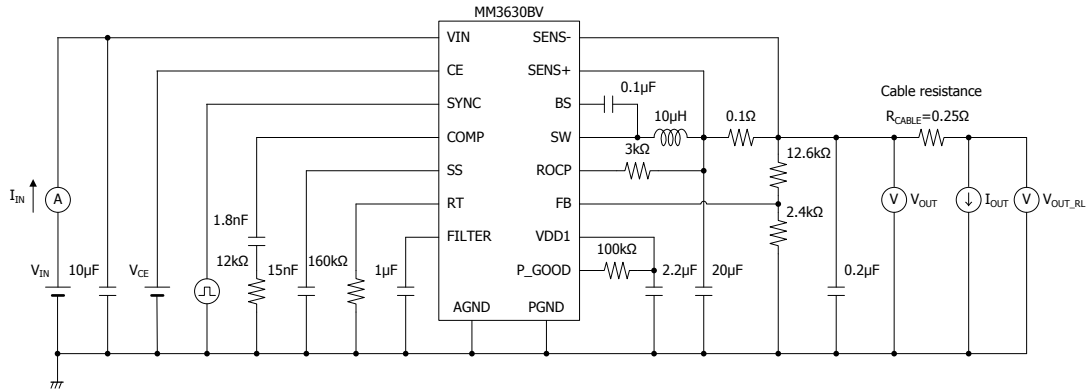 MM3630BV
VIN
SENS-
CE
SENS+
0.1μF
SYNC
BS
Cable resistance
10μH
0.1Ω
RCABLE=0.25Ω
COMP
SW
3kΩ
12.6kΩ
SS
ROCP
IIN
A
RT
FB
V
VOUT
IOUT
V
VOUT_RL
1.8nF
2.4kΩ
FILTER
VDD1
100kΩ
VIN
10μF
VCE
12kΩ
15nF
160kΩ
1μF
P_GOOD
2.2μF
20μF
0.2μF
AGND
PGND